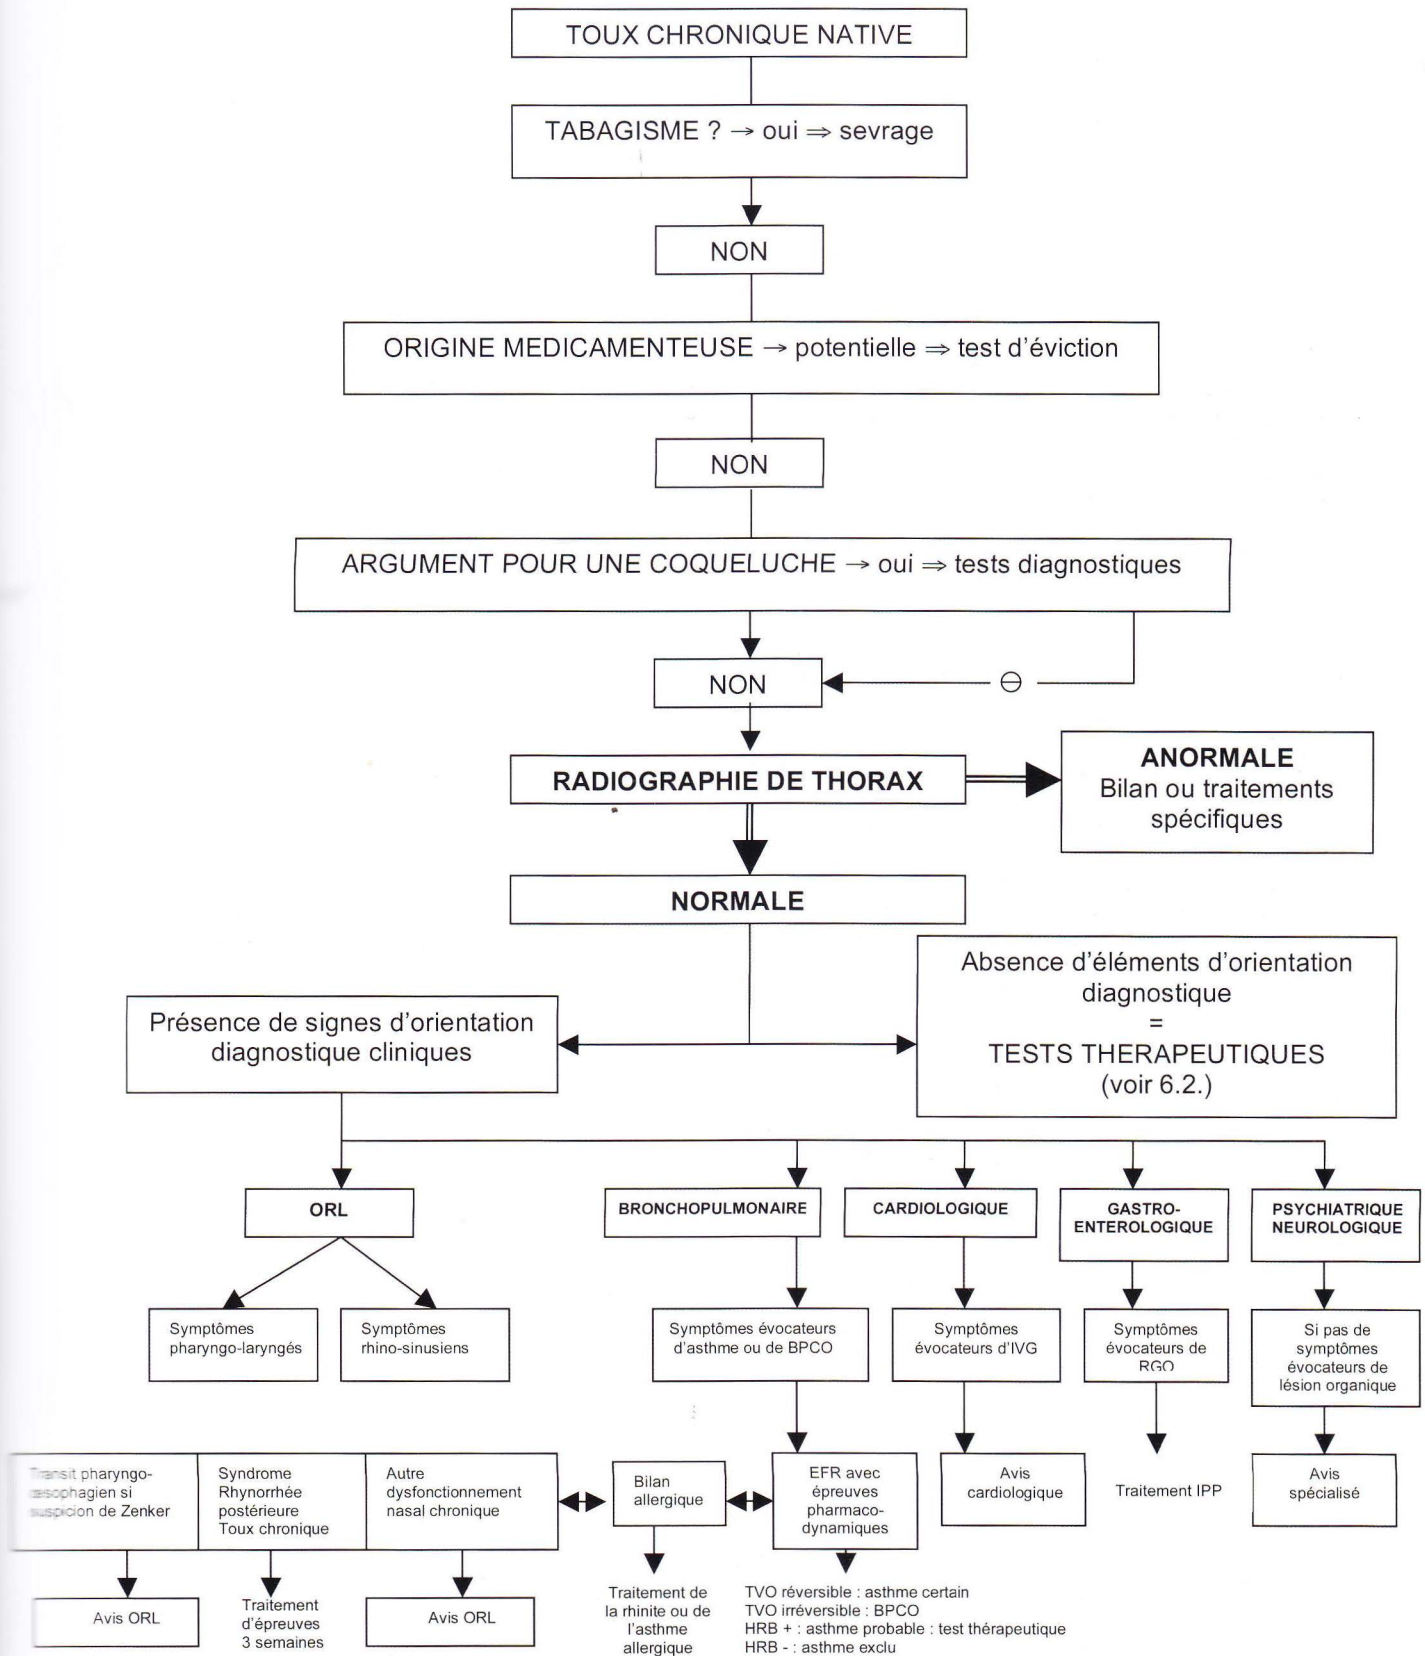 TOUX CHRONIQUE NATIVE
TABAGISME ? → oui ⇒ sevrage
NON
ORIGINE MEDICAMENTEUSE → potentielle ⇒ test d'éviction
NON
ARGUMENT POUR UNE COQUELUCHE → oui ⇒ tests diagnostiques
NON
⊖
RADIOGRAPHIE DE THORAX
ANORMALE
Bilan ou traitements
spécifiques
NORMALE
Présence de signes d'orientation
diagnostique cliniques
Absence d'éléments d'orientation
diagnostique
=
TESTS THERAPEUTIQUES
(voir 6.2.)
ORL
BRONCHOPULMONAIRE
CARDIOLOGIQUE
GASTRO-
ENTEROLOGIQUE
PSYCHIATRIQUE
NEUROLOGIQUE
Symptômes
pharyngo-laryngés
Symptômes
rhino-sinusiens
Symptômes évocateurs
d'asthme ou de BPCO
Symptômes
évocateurs d'IVG
Symptômes
évocateurs de
RGO
Si pas de
symptômes
évocateurs de
lésion organique
Transit pharyngo-
œsophagien si
suspicion de Zenker
Syndrome
Rhynorrhée
postérieure
Toux chronique
Autre
dysfonctionnement
nasal chronique
Bilan
allergique
EFR avec
épreuves
pharmaco-
dynamiques
Avis
cardiologique
Traitement IPP
Avis
spécialisé
Avis ORL
Traitement
d'épreuves
3 semaines
Avis ORL
Traitement de
la rhinite ou de
l'asthme
allergique
TVO réversible : asthme certain
TVO irréversible : BPCO
HRB + : asthme probable : test thérapeutique
HRB - : asthme exclu